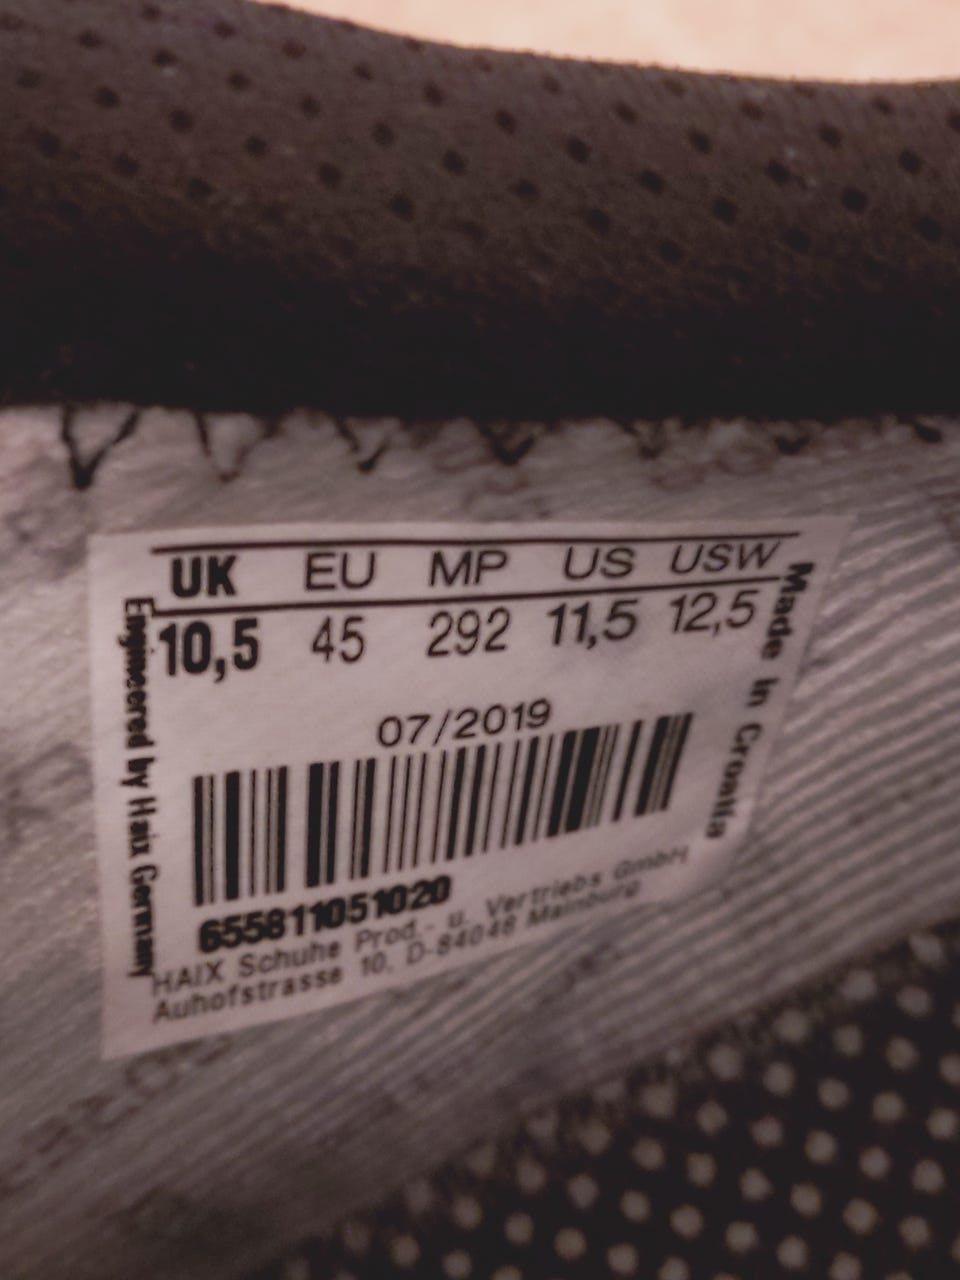 UK EU MP US USW
10,5 45 292 11,5 12,5
07/2019
655811051020
HAIX Schuhe Prod.- u. Vertriebs GmbH
Auhofstrasse 10, D-84048 Mainburg
Engineered by Haix Germany
Made in Croatia